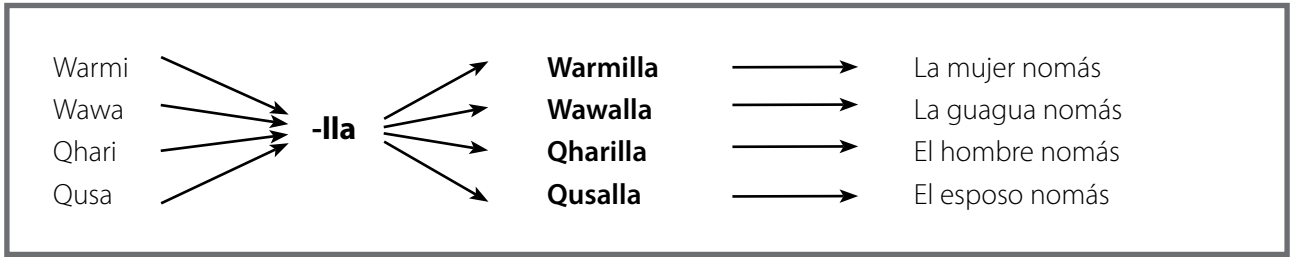 Warmi Warmilla La mujer nomás
Wawa Wawalla La guagua nomás
-lla
Qhari Qharilla El hombre nomás
Qusa Qusalla El esposo nomás